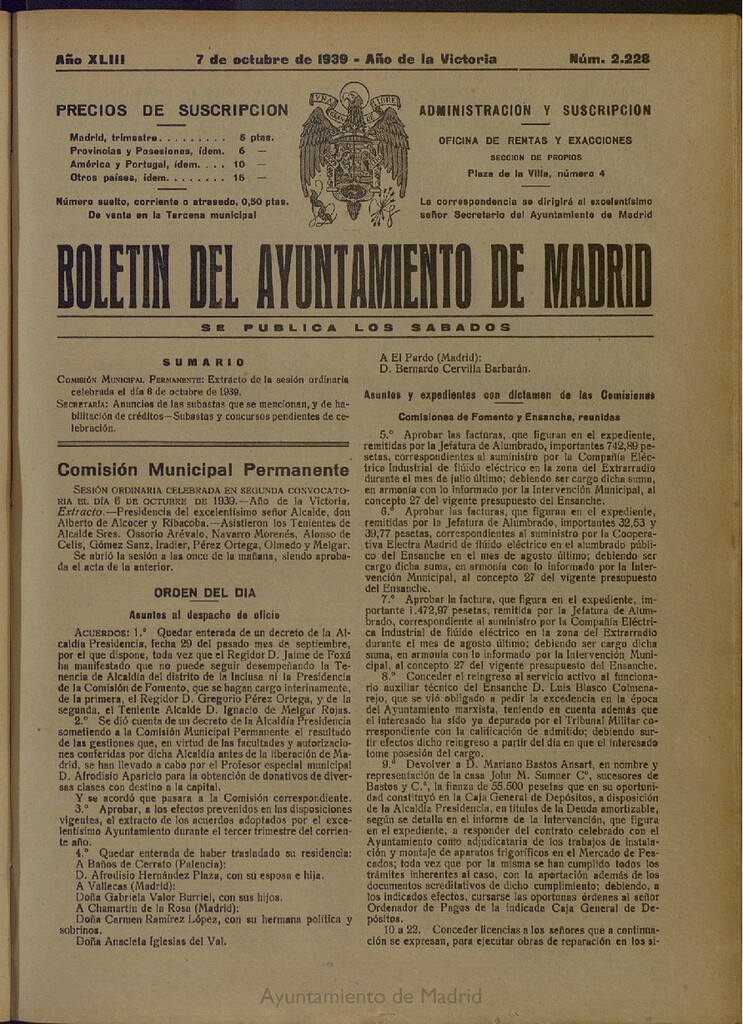 Año XLIII 7 de octubre de 1939 - Año de la Victoria Núm. 2.228
PRECIOS DE SUSCRIPCION
Madrid, trimestre......... 5 ptas.
Provincias y Posesiones, ídem. 6 —
América y Portugal, ídem.... 10 —
Otros países, ídem........ 15 —
Número suelto, corriente o atrasado, 0,50 ptas.
De venta en la Tercena municipal
ADMINISTRACION Y SUSCRIPCION
OFICINA DE RENTAS Y EXACCIONES
SECCION DE PROPIOS
Plaza de la Villa, número 4
La correspondencia se dirigirá al excelentísimo
señor Secretario del Ayuntamiento de Madrid
BOLETIN DEL AYUNTAMIENTO DE MADRID
SE PUBLICA LOS SABADOS
SUMARIO
COMISIÓN MUNICIPAL PERMANENTE: Extracto de la sesión ordinaria
celebrada el día 6 de octubre de 1939.
SECRETARÍA: Anuncios de las subastas que se mencionan, y de ha-
bilitación de créditos—Subastas y concursos pendientes de ce-
lebración.
Comisión Municipal Permanente
SESIÓN ORDINARIA CELEBRADA EN SEGUNDA CONVOCATO-
RIA EL DÍA 6 DE OCTUBRE DE 1939.—Año de la Victoria.
Extracto.—Presidencia del excelentísimo señor Alcalde, don
Alberto de Alcocer y Ribacoba.—Asistieron los Tenientes de
Alcalde Sres. Ossorio Arévalo, Navarro Morenés, Alonso de
Celis, Gómez Sanz, Iradier, Pérez Ortega, Olmedo y Melgar.
Se abrió la sesión a las once de la mañana, siendo aproba-
da el acta de la anterior.
ORDEN DEL DIA
Asuntos al despacho de oficio
ACUERDOS: 1.º Quedar enterada de un decreto de la Al-
caldía Presidencia, fecha 29 del pasado mes de septiembre,
por el que dispone, toda vez que el Regidor D. Jaime de Foxá
ha manifestado que no puede seguir desempeñando la Te-
nencia de Alcaldía del distrito de la Inclusa ni la Presidencia
de la Comisión de Fomento, que se hagan cargo interinamente,
de la primera, el Regidor D. Gregorio Pérez Ortega, y de la
segunda, el Teniente Alcalde D. Ignacio de Melgar Rojas.
2.º Se dió cuenta de un decreto de la Alcaldía Presidencia
sometiendo a la Comisión Municipal Permanente el resultado
de las gestiones que, en virtud de las facultades y autorizacio-
nes conferidas por dicha Alcaldía antes de la liberación de Ma-
drid, se han llevado a cabo por el Profesor especial municipal
D. Afrodisio Aparicio para la obtención de donativos de diver-
sas clases con destino a la capital.
Y se acordó que pasara a la Comisión correspondiente.
3.º Aprobar, a los efectos prevenidos en las disposiciones
vigentes, el extracto de los acuerdos adoptados por el exce-
lentísimo Ayuntamiento durante el tercer trimestre del corrien-
te año.
4.º Quedar enterada de haber trasladado su residencia:
A Baños de Cerrato (Palencia):
D. Afrodisio Hernández Plaza, con su esposa e hija.
A Vallecas (Madrid):
Doña Gabriela Valor Burriel, con sus hijos.
A Chamartín de la Rosa (Madrid):
Doña Carmen Ramírez López, con su hermana política y
sobrinos.
Doña Anacleta Iglesias del Val.
A El Pardo (Madrid):
D. Bernardo Cervilla Barbarán.
Asuntos y expedientes con dictamen de las Comisiones
Comisiones de Fomento y Ensanche, reunidas
5.º Aprobar las facturas, que figuran en el expediente,
remitidas por la Jefatura de Alumbrado, importantes 742,89 pe-
setas, correspondientes al suministro por la Compañía Eléc-
trica Industrial de flúido eléctrico en la zona del Extrarradio
durante el mes de julio último; debiendo ser cargo dicha suma,
en armonía con lo informado por la Intervención Municipal, al
concepto 27 del vigente presupuesto del Ensanche.
6.º Aprobar las facturas, que figuran en el expediente,
remitidas por la Jefatura de Alumbrado, importantes 32,53 y
39,77 pesetas, correspondientes al suministro por la Coopera-
tiva Electra Madrid de flúido eléctrico en el alumbrado públi-
co del Ensanche en el mes de agosto último; debiendo ser
cargo dicha suma, en armonía con lo informado por la Inter-
vención Municipal, al concepto 27 del vigente presupuesto
del Ensanche.
7.º Aprobar la factura, que figura en el expediente, im-
portante 1.472,97 pesetas, remitida por la Jefatura de Alum-
brado, correspondiente al suministro por la Compañía Eléctri-
ca Industrial de flúido eléctrico en la zona del Extrarradio
durante el mes de agosto último; debiendo ser cargo dicha
suma, en armonía con lo informado por la Intervención Munic-
ipal, al concepto 27 del vigente presupuesto del Ensanche.
8.º Conceder el reingreso al servicio activo al funciona-
rio auxiliar técnico del Ensanche D. Luis Blasco Colmena-
rejo, que se vió obligado a pedir la excedencia en la época
del Ayuntamiento marxista, teniendo en cuenta además que
el interesado ha sido ya depurado por el Tribunal Militar co-
rrespondiente con la calificación de admitido; debiendo sur-
tir efectos dicho reingreso a partir del día en que el interesado
tome posesión del cargo.
9.º Devolver a D. Mariano Bastos Ansart, en nombre y
representación de la casa John M. Sumner Cº, sucesores de
Bastos y C.ª, la fianza de 55.500 pesetas que en su oportuni-
dad constituyó en la Caja General de Depósitos, a disposición
de la Alcaldía Presidencia, en títulos de Deuda amortizable,
según se detalla en el informe de la Intervención, que figura
en el expediente, a responder del contrato celebrado con el
Ayuntamiento como adjudicataria de los trabajos de instala-
ción y montaje de aparatos frigoríficos en el Mercado de Pes-
cados; toda vez que por la misma se han cumplido todos los
trámites inherentes al caso, con la aportación además de los
documentos acreditativos de dicho cumplimiento; debiendo, a
los indicados efectos, cursarse las oportunas órdenes al señor
Ordenador de Pagos de la indicada Caja General de De-
pósitos.
10 a 22. Conceder licencias a los señores que a continua-
ción se expresan, para ejecutar obras de reparación en los si-
Ayuntamiento de Madrid